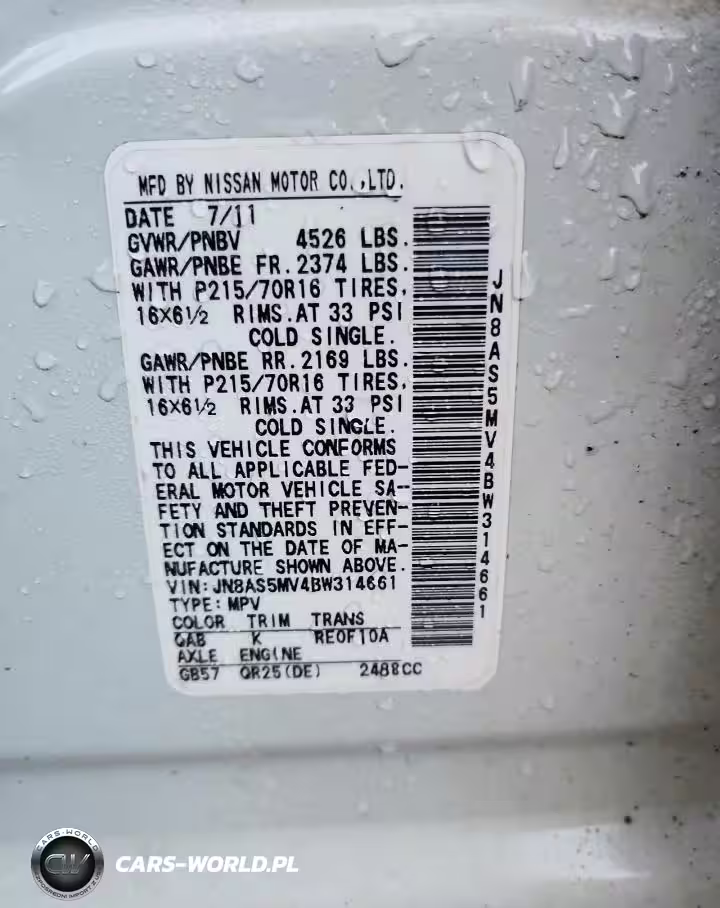 MFD BY NISSAN MOTOR CO.,LTD.
DATE 7/11
GVWR/PNBV 4526 LBS.
GAWR/PNBE FR. 2374 LBS.
WITH P215/70R16 TIRES,
16X6½ RIMS.AT 33 PSI
COLD SINGLE.
GAWR/PNBE RR. 2169 LBS.
WITH P215/70R16 TIRES,
16X6½ RIMS.AT 33 PSI
COLD SINGLE.
THIS VEHICLE CONFORMS
TO ALL APPLICABLE FED-
ERAL MOTOR VEHICLE SA-
FETY AND THEFT PREVEN-
TION STANDARDS IN EFF-
ECT ON THE DATE OF MA-
NUFACTURE SHOWN ABOVE.
VIN:JN8AS5MV4BW314661
TYPE:MPV
COLOR TRIM TRANS
QAB K RE0F10A
AXLE ENGINE
GB57 QR25(DE) 2488CC
JN8AS5MV4BW314661
CARS-WORLD
CW
CARS-WORLD.PL